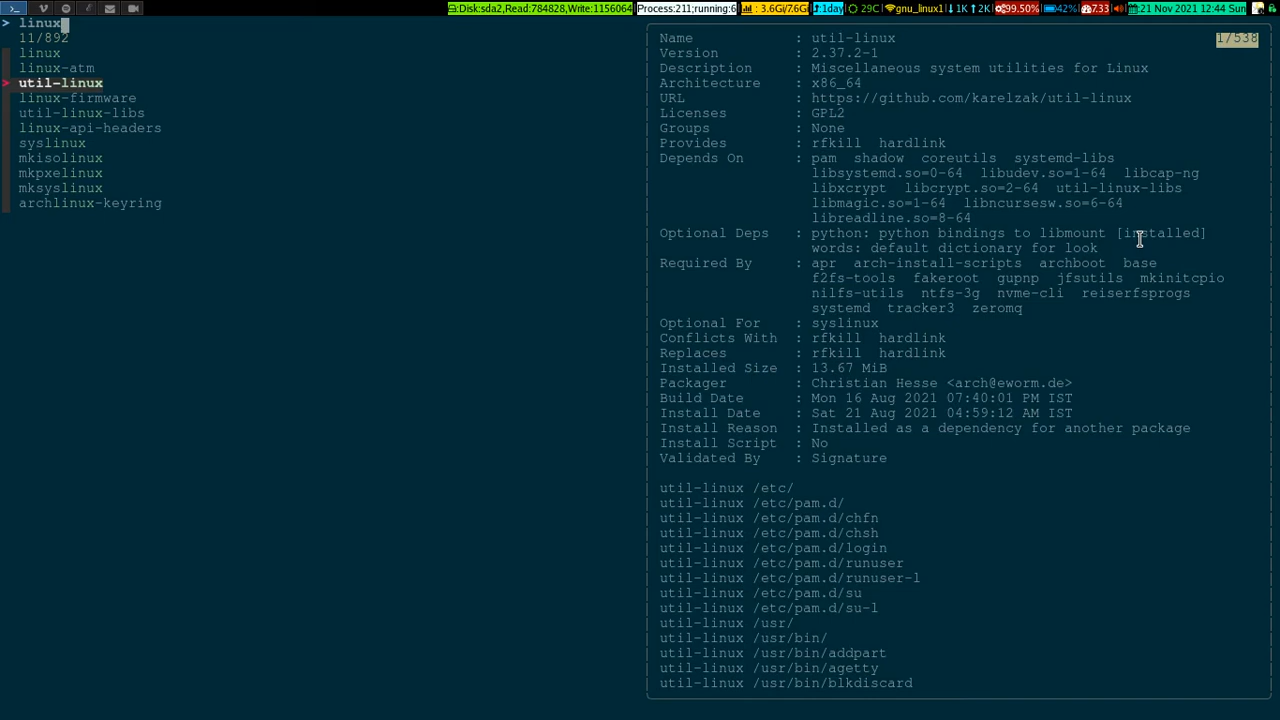 >_
Disk:sda2,Read:784828,Write:1156064 Process:211;running:6 : 3.6Gi/7.6Gi :1day 29C :gnu_linux1 1K 1K :99.50% 42% :7.33 :21 Nov 2021 12:44 Sun
> linux
11/892
linux
linux-atm
> util-linux
linux-firmware
util-linux-libs
linux-api-headers
syslinux
mkisolinux
mkpxelinux
mksyslinux
archlinux-keyring
1/538
Name : util-linux
Version : 2.37.2-1
Description : Miscellaneous system utilities for Linux
Architecture : x86_64
URL : https://github.com/karelzak/util-linux
Licenses : GPL2
Groups : None
Provides : rfkill hardlink
Depends On : pam shadow coreutils systemd-libs
libsystemd.so=0-64 libudev.so=1-64 libcap-ng
libxcrypt libcrypt.so=2-64 util-linux-libs
libmagic.so=1-64 libncursesw.so=6-64
libreadline.so=8-64
Optional Deps : python: python bindings to libmount [installed]
words: default dictionary for look
Required By : apr arch-install-scripts archboot base
f2fs-tools fakeroot gupnp jfsutils mkinitcpio
nilfs-utils ntfs-3g nvme-cli reiserfsprogs
systemd tracker3 zeromq
Optional For : syslinux
Conflicts With : rfkill hardlink
Replaces : rfkill hardlink
Installed Size : 13.67 MiB
Packager : Christian Hesse <arch@eworm.de>
Build Date : Mon 16 Aug 2021 07:40:01 PM IST
Install Date : Sat 21 Aug 2021 04:59:12 AM IST
Install Reason : Installed as a dependency for another package
Install Script : No
Validated By : Signature
util-linux /etc/
util-linux /etc/pam.d/
util-linux /etc/pam.d/chfn
util-linux /etc/pam.d/chsh
util-linux /etc/pam.d/login
util-linux /etc/pam.d/runuser
util-linux /etc/pam.d/runuser-l
util-linux /etc/pam.d/su
util-linux /etc/pam.d/su-l
util-linux /usr/
util-linux /usr/bin/
util-linux /usr/bin/addpart
util-linux /usr/bin/agetty
util-linux /usr/bin/blkdiscard